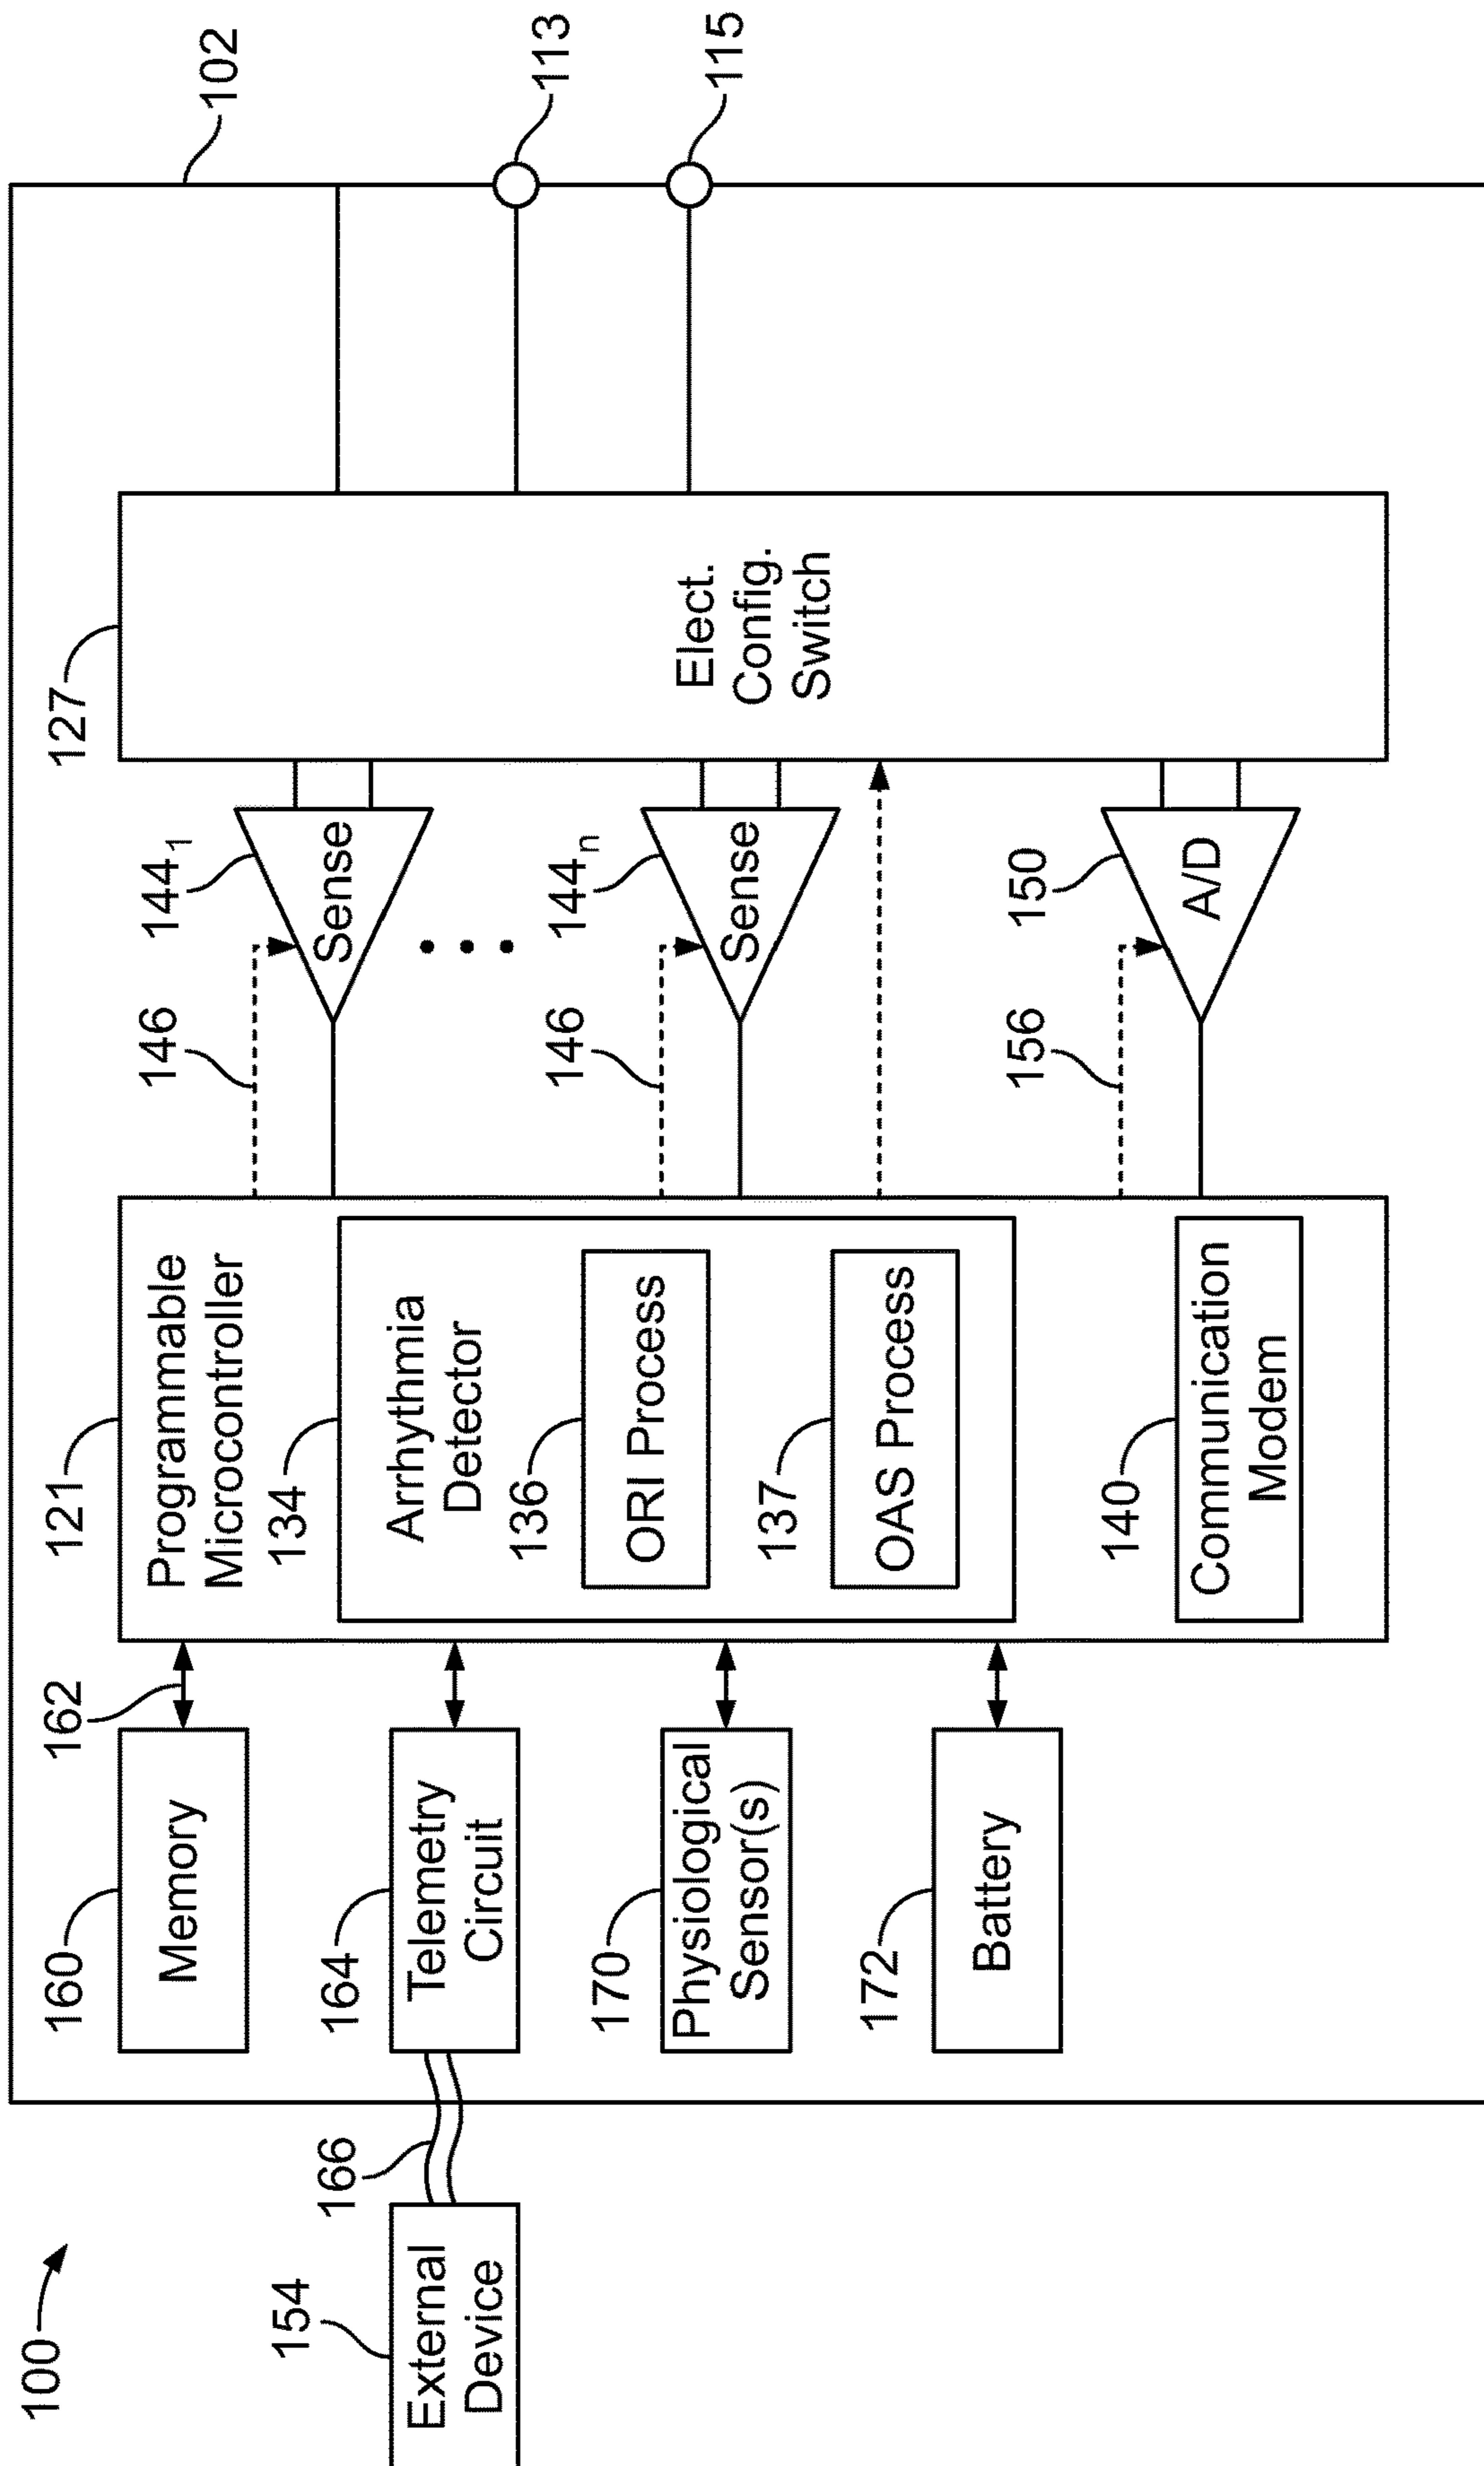 100
102
160
Memory
162
121
Programmable
Microcontroller
146
144₁
Sense
127
113
115
154
External
Device
166
164
Telemetry
Circuit
134
Arrhythmia
Detector
136
ORI Process
137
OAS Process
146
144ₙ
Sense
Elect.
Config.
Switch
170
Physiological
Sensor(s)
172
Battery
140
Communication
Modem
156
150
A/D